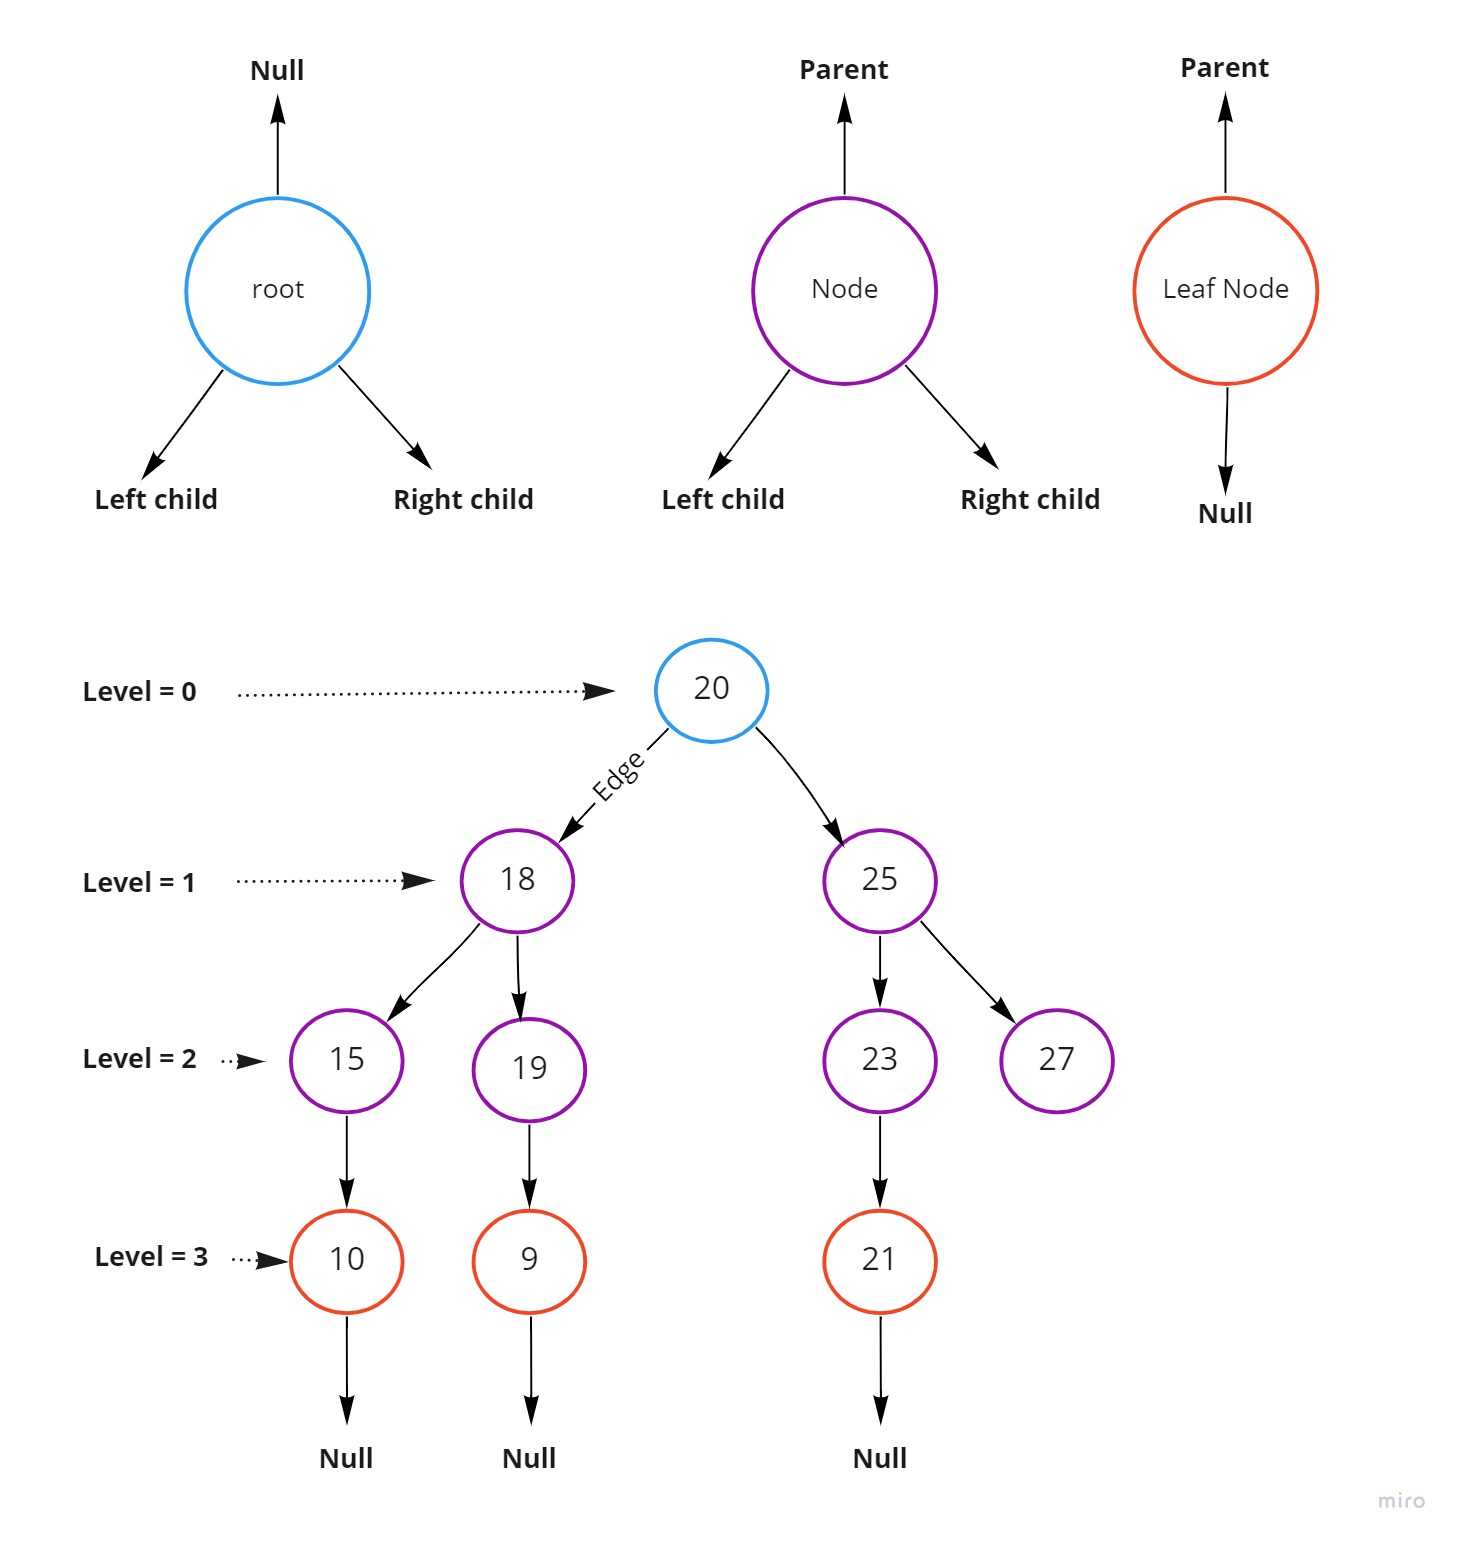 Null
Parent
Parent
root
Node
Leaf Node
Left child
Right child
Left child
Right child
Null
Level = 0
20
Edge
Level = 1
18
25
Level = 2
15
19
23
27
Level = 3
10
9
21
Null
Null
Null
miro